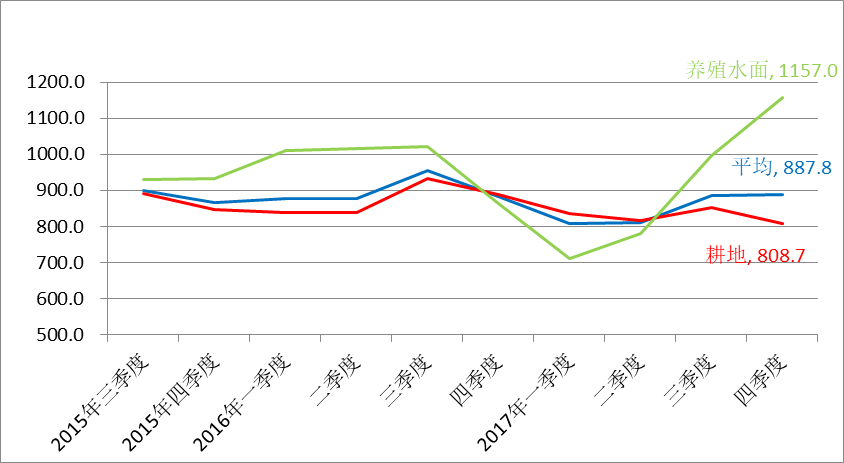 养殖水面, 1157.0
平均, 887.8
耕地, 808.7
1200.0
1100.0
1000.0
900.0
800.0
700.0
600.0
500.0
2015年三季度
2015年四季度
2016年一季度
二季度
三季度
四季度
2017年一季度
二季度
三季度
四季度